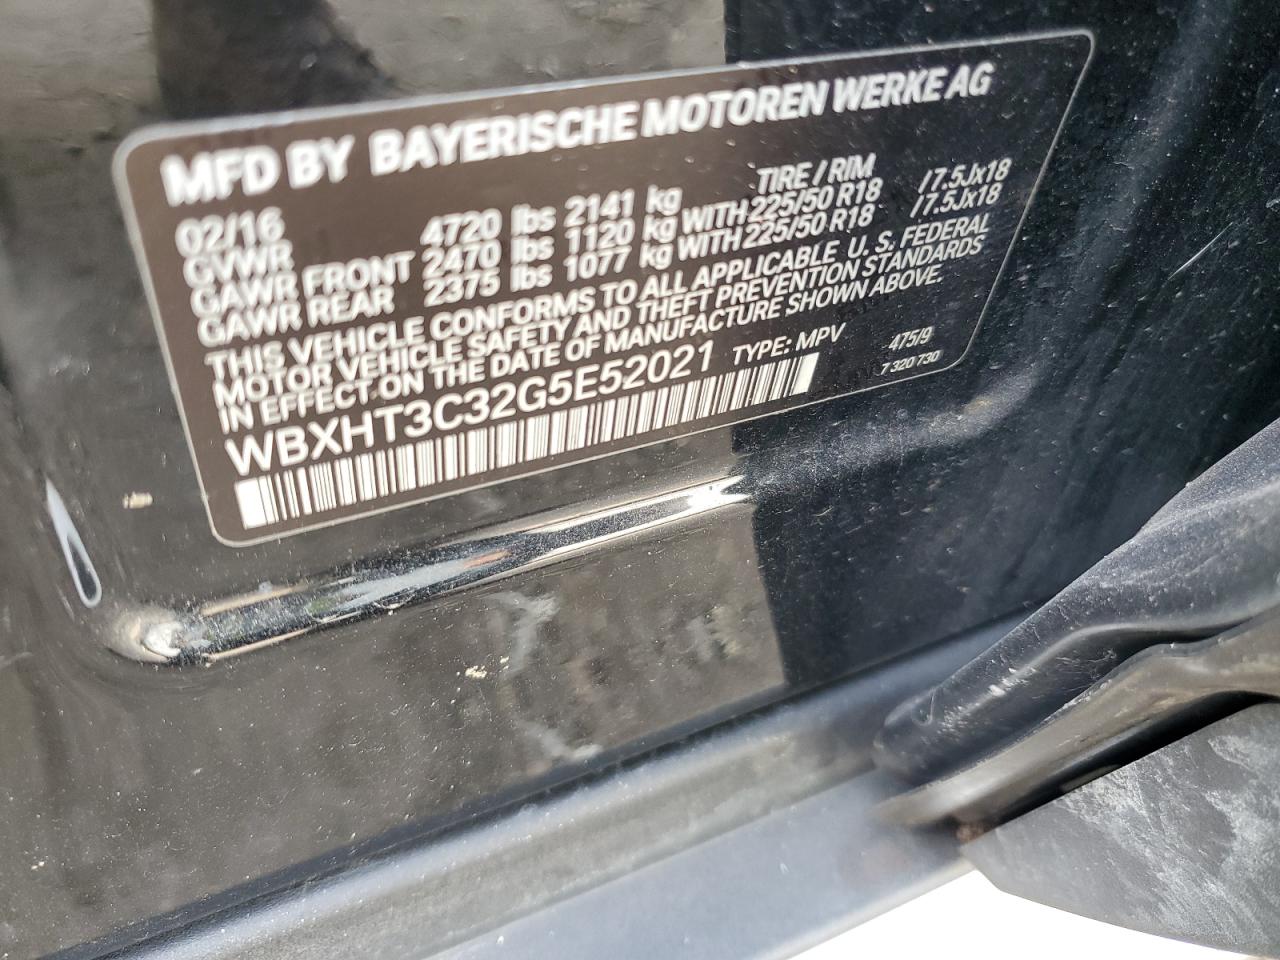 MFD BY BAYERISCHE MOTOREN WERKE AG
02/16 TIRE / RIM
GVWR 4720 lbs 2141 kg
GAWR FRONT 2470 lbs 1120 kg WITH 225/50 R18 /7.5Jx18
GAWR REAR 2375 lbs 1077 kg WITH 225/50 R18 /7.5Jx18
THIS VEHICLE CONFORMS TO ALL APPLICABLE U. S. FEDERAL
MOTOR VEHICLE SAFETY AND THEFT PREVENTION STANDARDS
IN EFFECT ON THE DATE OF MANUFACTURE SHOWN ABOVE.
WBXHT3C32G5E52021 TYPE: MPV 475/9
7 320 730